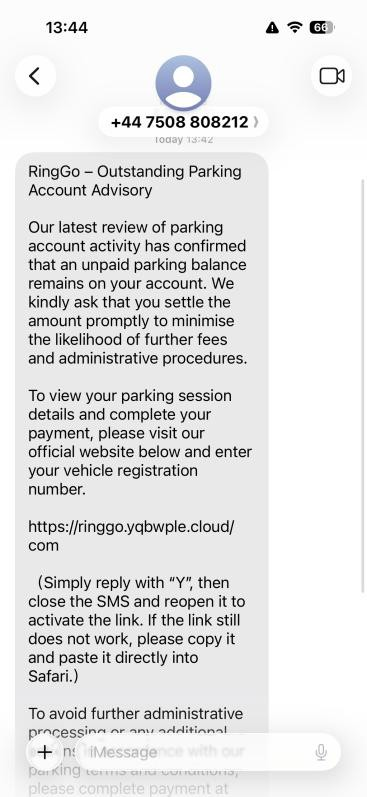 13:44
66
+44 7508 808212
Today 13:42
RingGo – Outstanding Parking
Account Advisory
Our latest review of parking
account activity has confirmed
that an unpaid parking balance
remains on your account. We
kindly ask that you settle the
amount promptly to minimise
the likelihood of further fees
and administrative procedures.
To view your parking session
details and complete your
payment, please visit our
official website below and enter
your vehicle registration
number.
https://ringgo.yqbwple.cloud/
com
（Simply reply with “Y”, then
close the SMS and reopen it to
activate the link. If the link still
does not work, please copy it
and paste it directly into
Safari.)
To avoid further administrative
processing or any additional
with our
iMessage
parking terms and conditions,
please complete payment at